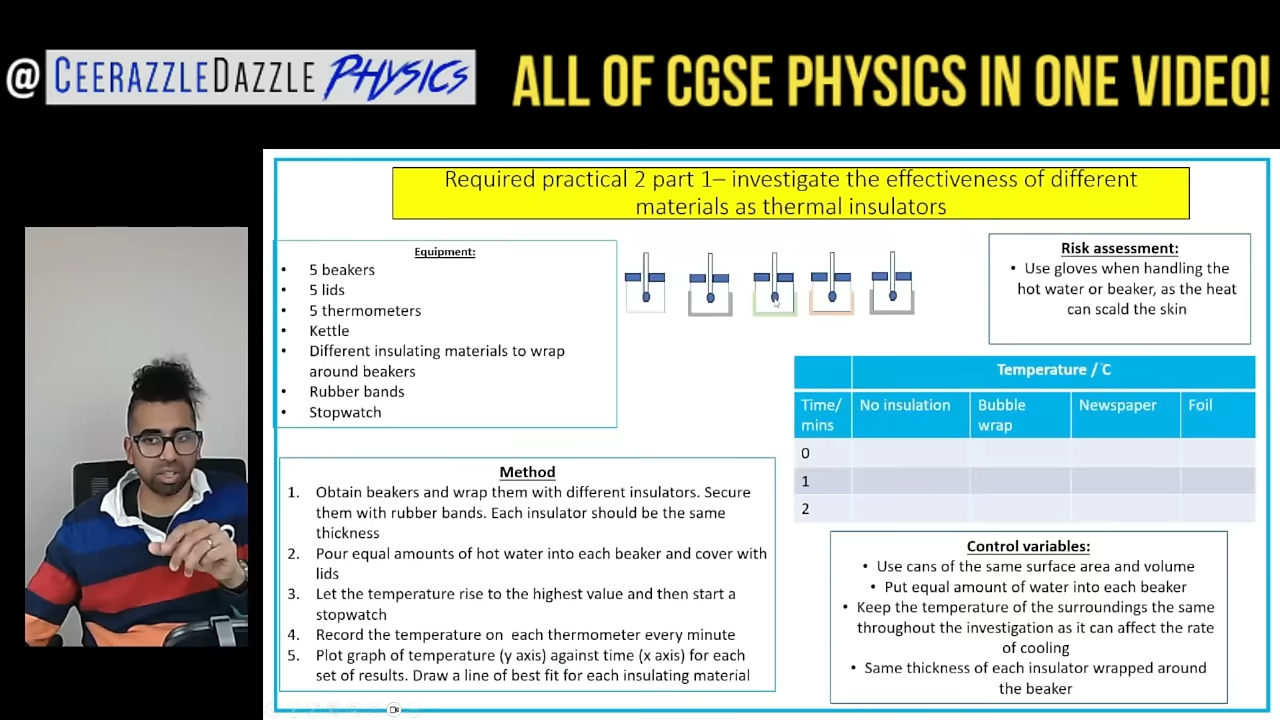 @ CEERAZZLEDAZZLE PHYSICS
ALL OF CGSE PHYSICS IN ONE VIDEO!
Required practical 2 part 1– investigate the effectiveness of different
materials as thermal insulators
Equipment:
• 5 beakers
• 5 lids
• 5 thermometers
• Kettle
• Different insulating materials to wrap
around beakers
• Rubber bands
• Stopwatch
Risk assessment:
• Use gloves when handling the
hot water or beaker, as the heat
can scald the skin
Temperature / °C
Time/ mins
No insulation
Bubble wrap
Newspaper
Foil
0
1
2
Method
1. Obtain beakers and wrap them with different insulators. Secure
them with rubber bands. Each insulator should be the same
thickness
2. Pour equal amounts of hot water into each beaker and cover with
lids
3. Let the temperature rise to the highest value and then start a
stopwatch
4. Record the temperature on each thermometer every minute
5. Plot graph of temperature (y axis) against time (x axis) for each
set of results. Draw a line of best fit for each insulating material
Control variables:
• Use cans of the same surface area and volume
• Put equal amount of water into each beaker
• Keep the temperature of the surroundings the same
throughout the investigation as it can affect the rate
of cooling
• Same thickness of each insulator wrapped around
the beaker